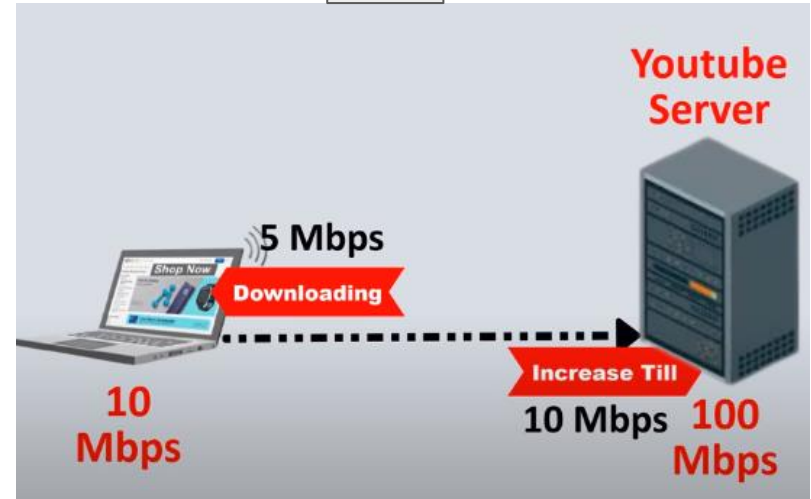 Youtube
Server
5 Mbps
Shop Now
Downloading
Increase Till
10 Mbps
10
Mbps
100
Mbps